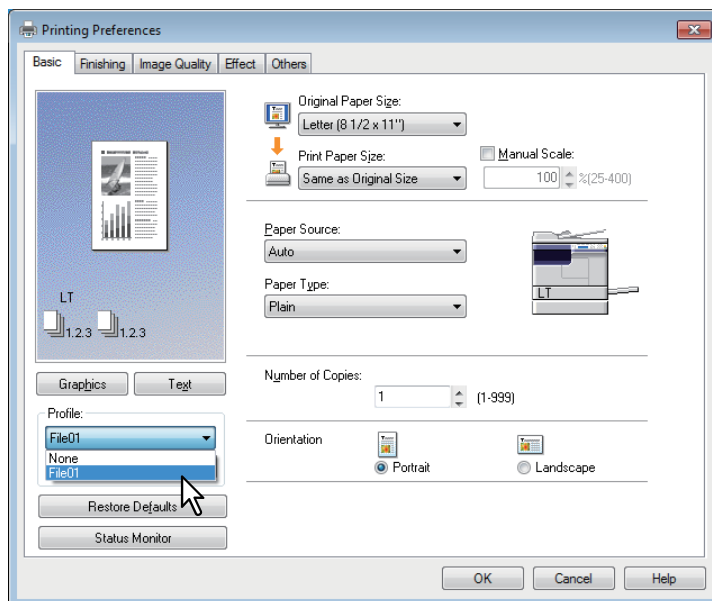 Printing Preferences
Basic Finishing Image Quality Effect Others
LT
1.2.3 1.2.3
Graphics Text
Profile:
File01
None
File01
Restore Defaults
Status Monitor
Original Paper Size:
Letter (8 1/2 x 11")
Print Paper Size:
Same as Original Size
Manual Scale:
100 %(25-400)
Paper Source:
Auto
Paper Type:
Plain
LT
Number of Copies:
1 (1-999)
Orientation
Portrait Landscape
OK Cancel Help